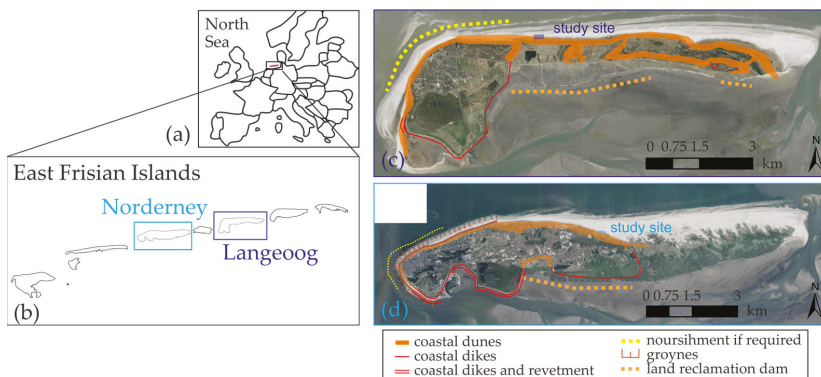 North
Sea
(a)
East Frisian Islands
Norderney
Langeoog
(b)
study site
0 0.75 1.5 3
km
N
(c)
study site
0 0.75 1.5 3
km
N
(d)
coastal dunes
coastal dikes
coastal dikes and revetment
noursihment if required
groynes
land reclamation dam